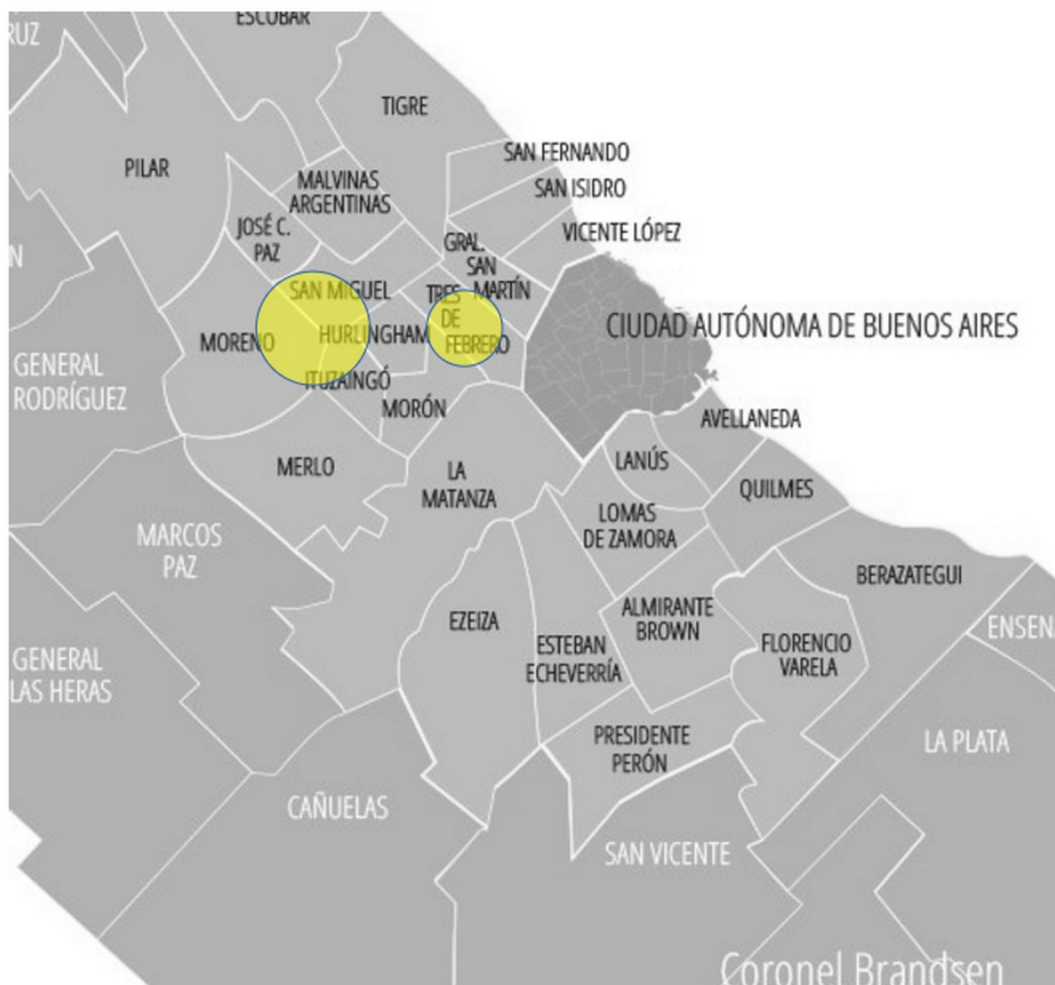 ESCOBAR
RUZ
TIGRE
SAN FERNANDO
PILAR
MALVINAS
ARGENTINAS
SAN ISIDRO
JOSÉ C.
PAZ
VICENTE LÓPEZ
GRAL.
SAN
MARTÍN
N
SAN MIGUEL
TRES
DE
FEBRERO
CIUDAD AUTÓNOMA DE BUENOS AIRES
MORENO
HURLINGHAM
GENERAL
RODRÍGUEZ
ITUZAINGÓ
MORÓN
AVELLANEDA
MERLO
LA
MATANZA
LANÚS
QUILMES
MARCOS
PAZ
LOMAS
DE ZAMORA
BERAZATEGUI
EZEIZA
ALMIRANTE
BROWN
ENSEN
ESTEBAN
ECHEVERRÍA
FLORENCIO
VARELA
GENERAL
LAS HERAS
PRESIDENTE
PERÓN
LA PLATA
CAÑUELAS
SAN VICENTE
Coronel Brandsen